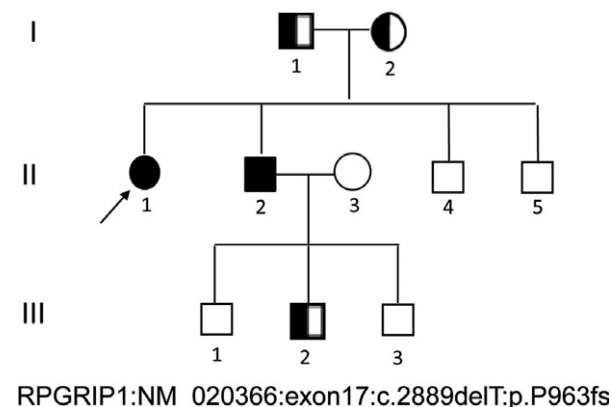 I
1 2
II
1 2 3 4 5
III
1 2 3
RPGRIP1:NM_020366:exon17:c.2889delT:p.P963fs